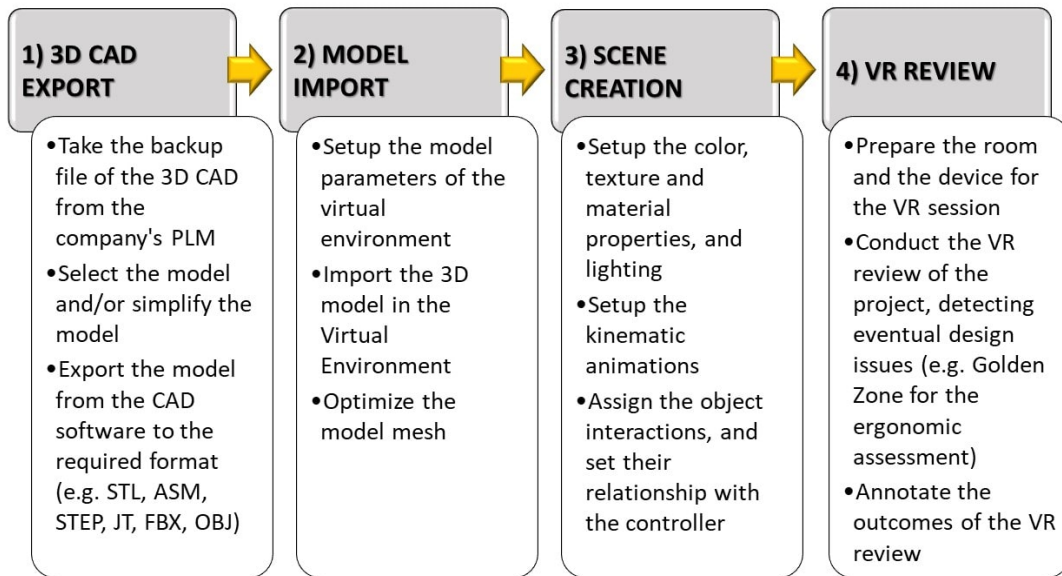 1) 3D CAD
EXPORT
•Take the backup
file of the 3D CAD
from the
company's PLM
•Select the model
and/or simplify the
model
•Export the model
from the CAD
software to the
required format
(e.g. STL, ASM,
STEP, JT, FBX, OBJ)
2) MODEL
IMPORT
•Setup the model
parameters of the
virtual
environment
•Import the 3D
model in the
Virtual
Environment
•Optimize the
model mesh
3) SCENE
CREATION
•Setup the color,
texture and
material
properties, and
lighting
•Setup the
kinematic
animations
•Assign the object
interactions, and
set their
relationship with
the controller
4) VR REVIEW
•Prepare the room
and the device for
the VR session
•Conduct the VR
review of the
project, detecting
eventual design
issues (e.g. Golden
Zone for the
ergonomic
assessment)
•Annotate the
outcomes of the VR
review